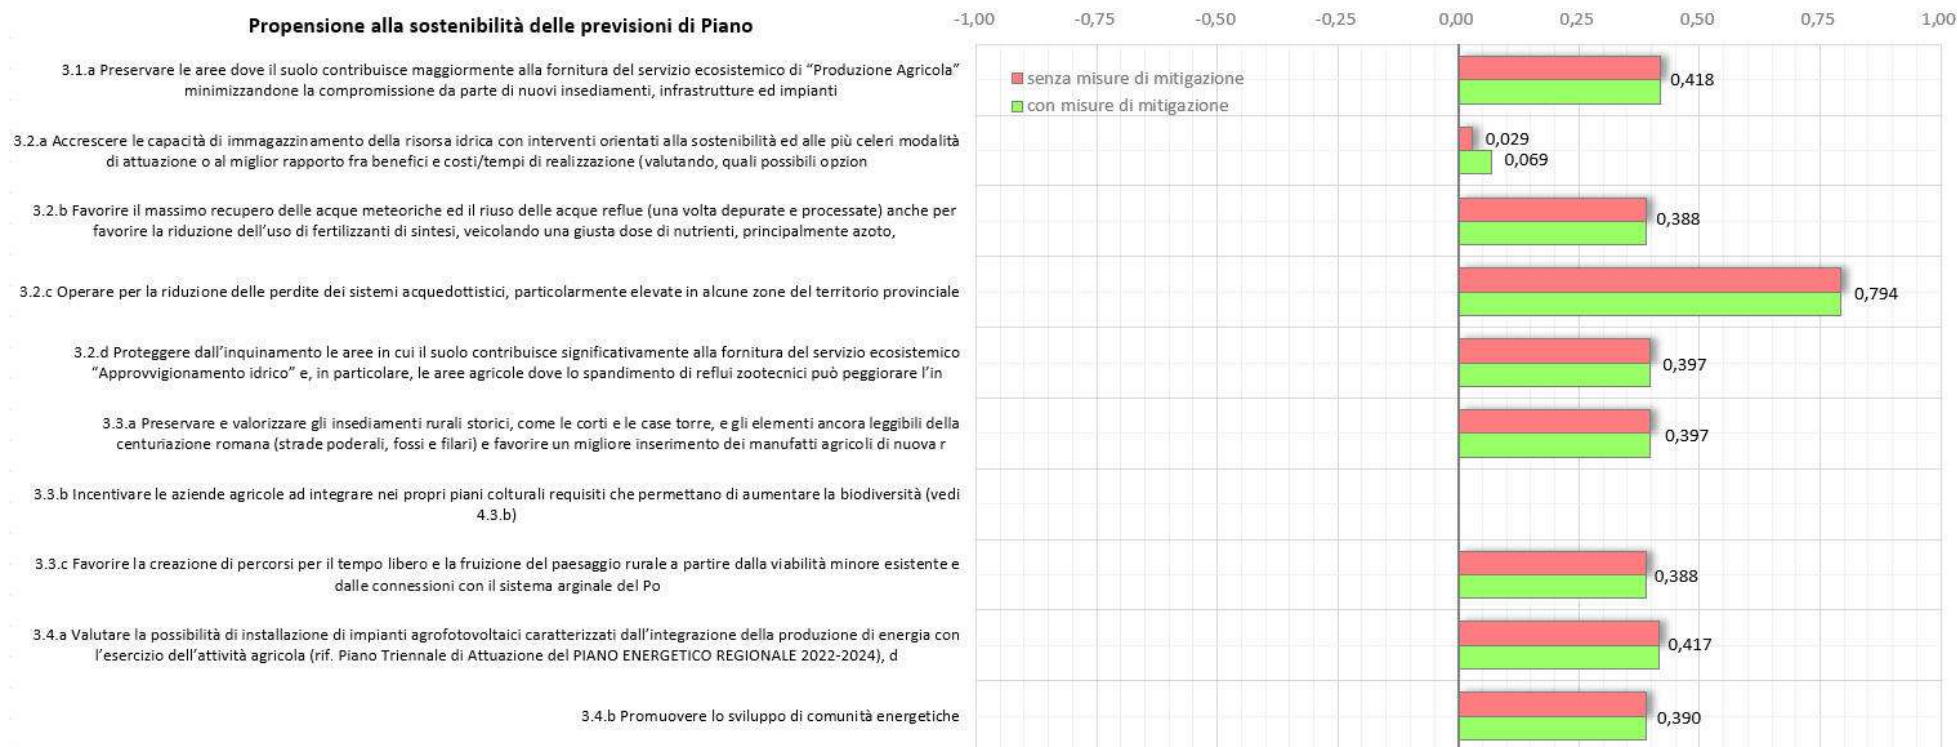 Propensione alla sostenibilità delle previsioni di Piano
-1,00 -0,75 -0,50 -0,25 0,00 0,25 0,50 0,75 1,00
senza misure di mitigazione
con misure di mitigazione
3.1.a Preservare le aree dove il suolo contribuisce maggiormente alla fornitura del servizio ecosistemico di “Produzione Agricola”
minimizzandone la compromissione da parte di nuovi insediamenti, infrastrutture ed impianti
0,418
3.2.a Accrescere le capacità di immagazzinamento della risorsa idrica con interventi orientati alla sostenibilità ed alle più celeri modalità
di attuazione o al miglior rapporto fra benefici e costi/tempi di realizzazione (valutando, quali possibili opzion
0,029
0,069
3.2.b Favorire il massimo recupero delle acque meteoriche ed il riuso delle acque reflue (una volta depurate e processate) anche per
favorire la riduzione dell’uso di fertilizzanti di sintesi, veicolando una giusta dose di nutrienti, principalmente azoto,
0,388
3.2.c Operare per la riduzione delle perdite dei sistemi acquedottistici, particolarmente elevate in alcune zone del territorio provinciale
0,794
3.2.d Proteggere dall’inquinamento le aree in cui il suolo contribuisce significativamente alla fornitura del servizio ecosistemico
“Approvvigionamento idrico” e, in particolare, le aree agricole dove lo spandimento di reflui zootecnici può peggiorare l’in
0,397
3.3.a Preservare e valorizzare gli insediamenti rurali storici, come le corti e le case torre, e gli elementi ancora leggibili della
centuriazione romana (strade poderali, fossi e filari) e favorire un migliore inserimento dei manufatti agricoli di nuova r
0,397
3.3.b Incentivare le aziende agricole ad integrare nei propri piani colturali requisiti che permettano di aumentare la biodiversità (vedi
4.3.b)
3.3.c Favorire la creazione di percorsi per il tempo libero e la fruizione del paesaggio rurale a partire dalla viabilità minore esistente e
dalle connessioni con il sistema arginale del Po
0,388
3.4.a Valutare la possibilità di installazione di impianti agrofotovoltaici caratterizzati dall’integrazione della produzione di energia con
l’esercizio dell’attività agricola (rif. Piano Triennale di Attuazione del PIANO ENERGETICO REGIONALE 2022-2024), d
0,417
3.4.b Promuovere lo sviluppo di comunità energetiche
0,390